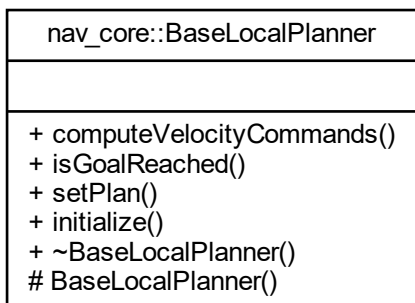 nav_core::BaseLocalPlanner
+ computeVelocityCommands()
+ isGoalReached()
+ setPlan()
+ initialize()
+ ~BaseLocalPlanner()
# BaseLocalPlanner()